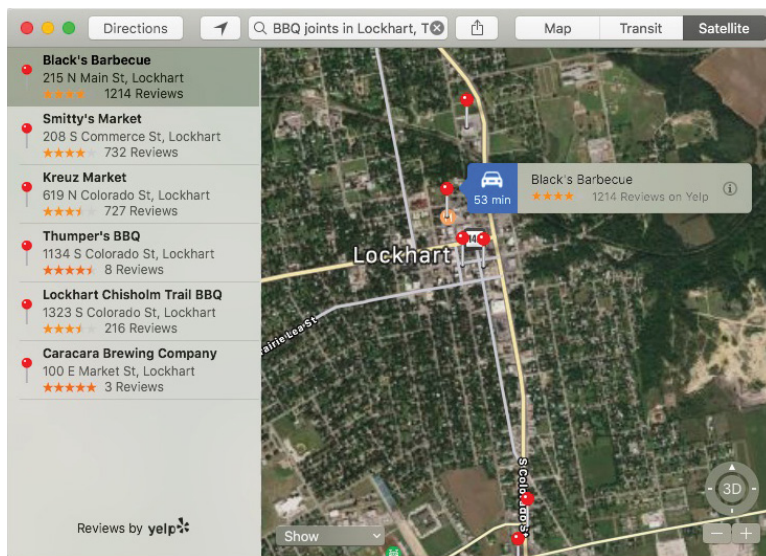 Directions
BBQ joints in Lockhart, T
Map
Transit
Satellite
Black's Barbecue
215 N Main St, Lockhart
1214 Reviews
Smitty's Market
208 S Commerce St, Lockhart
732 Reviews
Kreuz Market
619 N Colorado St, Lockhart
727 Reviews
Thumper's BBQ
1134 S Colorado St, Lockhart
8 Reviews
Lockhart Chisholm Trail BBQ
1323 S Colorado St, Lockhart
216 Reviews
Caracara Brewing Company
100 E Market St, Lockhart
3 Reviews
Reviews by yelp
53 min
Black's Barbecue
1214 Reviews on Yelp
Lockhart
airie Lea St
3D
Show